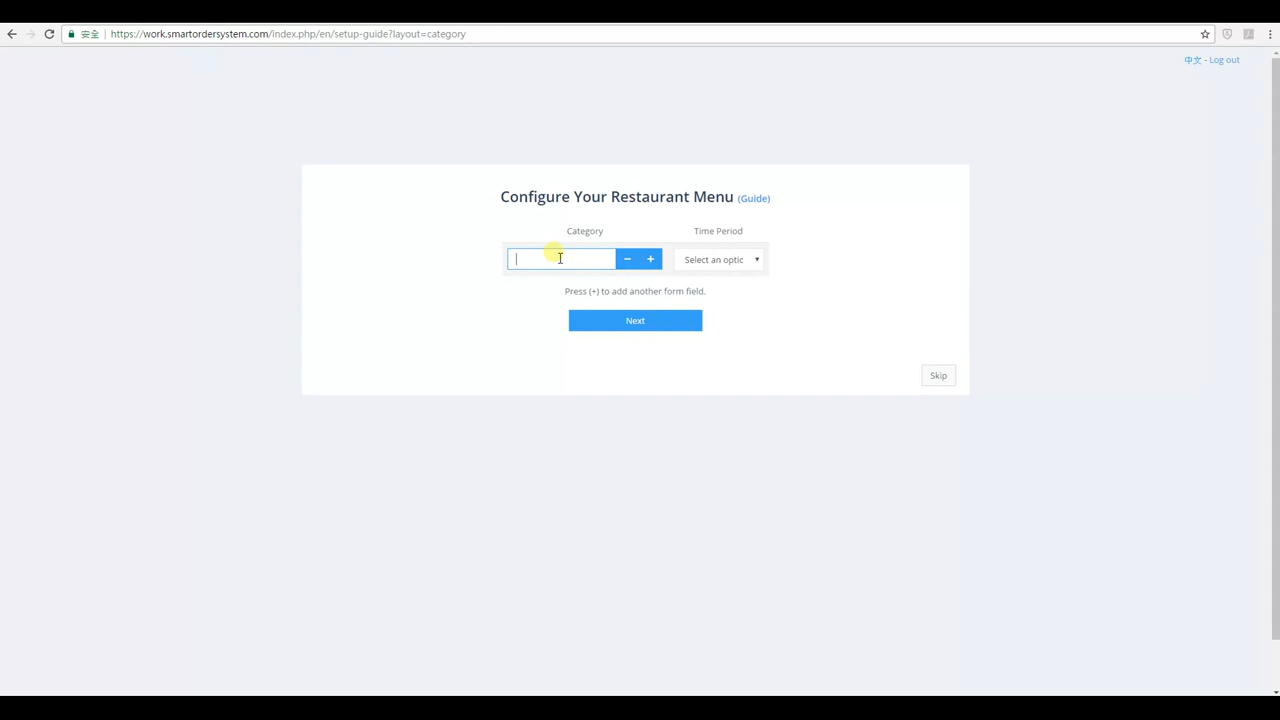 安全 https://work.smartordersystem.com/index.php/en/setup-guide?layout=category
中文 - Log out
Configure Your Restaurant Menu (Guide)
Category Time Period
− + Select an optic
Press (+) to add another form field.
Next
Skip